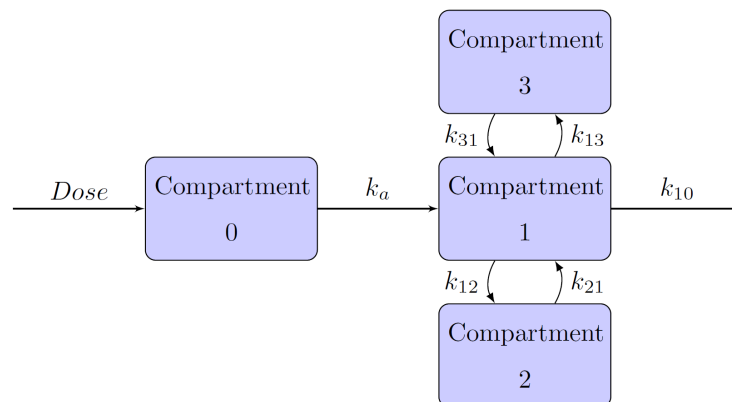 Compartment
3
k31
k13
Dose
Compartment
0
ka
Compartment
1
k10
k12
k21
Compartment
2